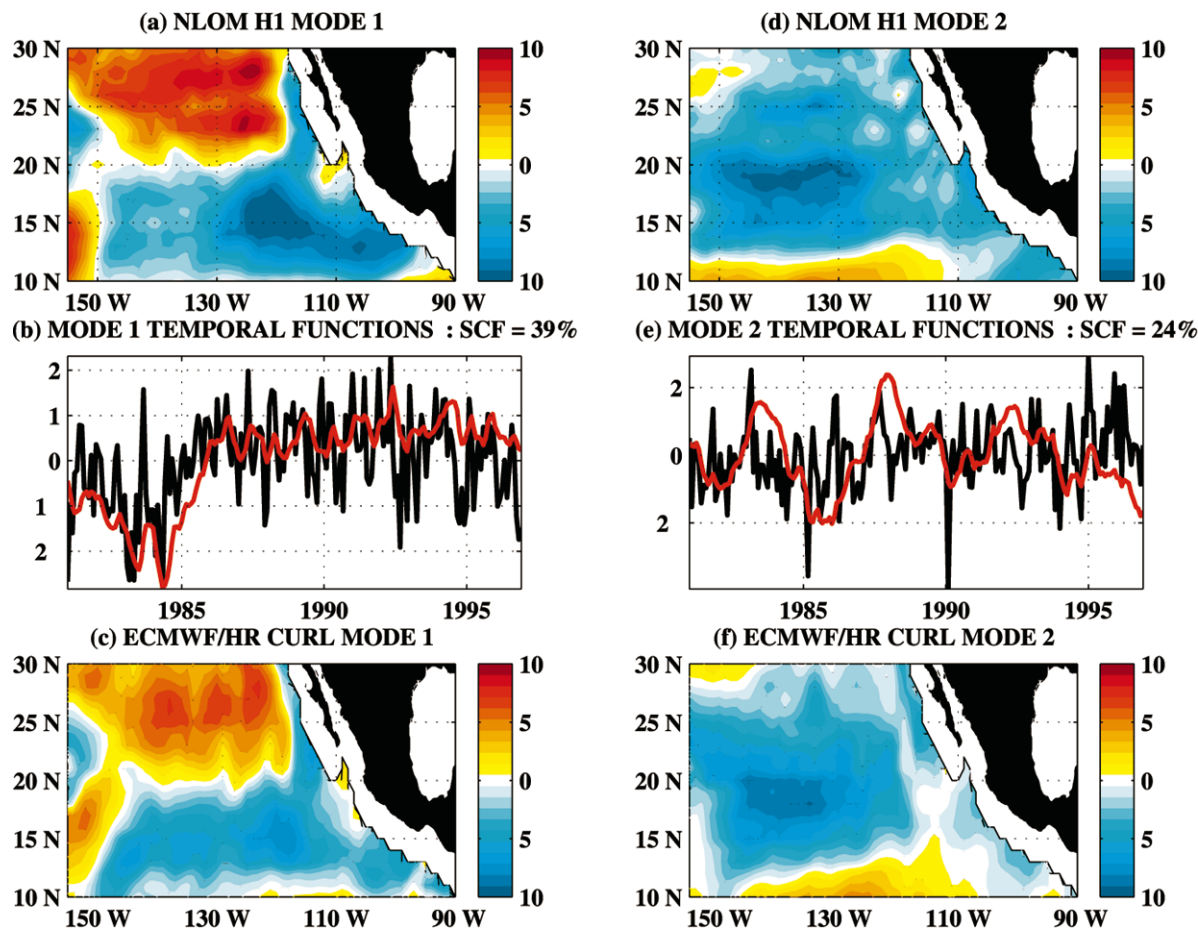 (a) NLOM H1 MODE 1
30 N
25 N
20 N
15 N
10 N
150 W 130 W 110 W 90 W
10
5
0
5
10
(d) NLOM H1 MODE 2
30 N
25 N
20 N
15 N
10 N
150 W 130 W 110 W 90 W
10
5
0
5
10
(b) MODE 1 TEMPORAL FUNCTIONS : SCF = 39%
2
1
0
1
2
1985 1990 1995
(e) MODE 2 TEMPORAL FUNCTIONS : SCF = 24%
2
0
2
1985 1990 1995
(c) ECMWF/HR CURL MODE 1
30 N
25 N
20 N
15 N
10 N
150 W 130 W 110 W 90 W
10
5
0
5
10
(f) ECMWF/HR CURL MODE 2
30 N
25 N
20 N
15 N
10 N
150 W 130 W 110 W 90 W
10
5
0
5
10